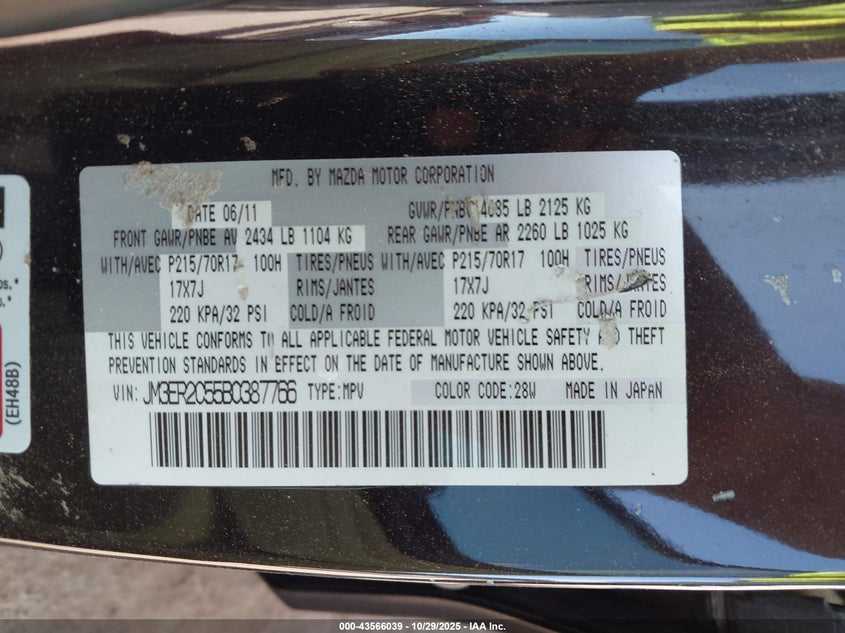 MFD. BY MAZDA MOTOR CORPORATION
DATE 06/11
GVWR/PNBV 4685 LB 2125 KG
FRONT GAWR/PNBE AV 2434 LB 1104 KG
REAR GAWR/PNBE AR 2260 LB 1025 KG
WITH/AVEC P215/70R17 100H TIRES/PNEUS WITH/AVEC P215/70R17 100H TIRES/PNEUS
17X7J RIMS/JANTES 17X7J RIMS/JANTES
220 KPA/32 PSI COLD/A FROID 220 KPA/32 PSI COLD/A FROID
THIS VEHICLE CONFORMS TO ALL APPLICABLE FEDERAL MOTOR VEHICLE SAFETY AND THEFT
PREVENTION STANDARDS IN EFFECT ON THE DATE OF MANUFACTURE SHOWN ABOVE.
VIN: JM3ER2C55B0387766 TYPE:MPV COLOR CODE:28W MADE IN JAPAN
(EH48B)
000-43566039 - 10/29/2025 - IAA Inc.